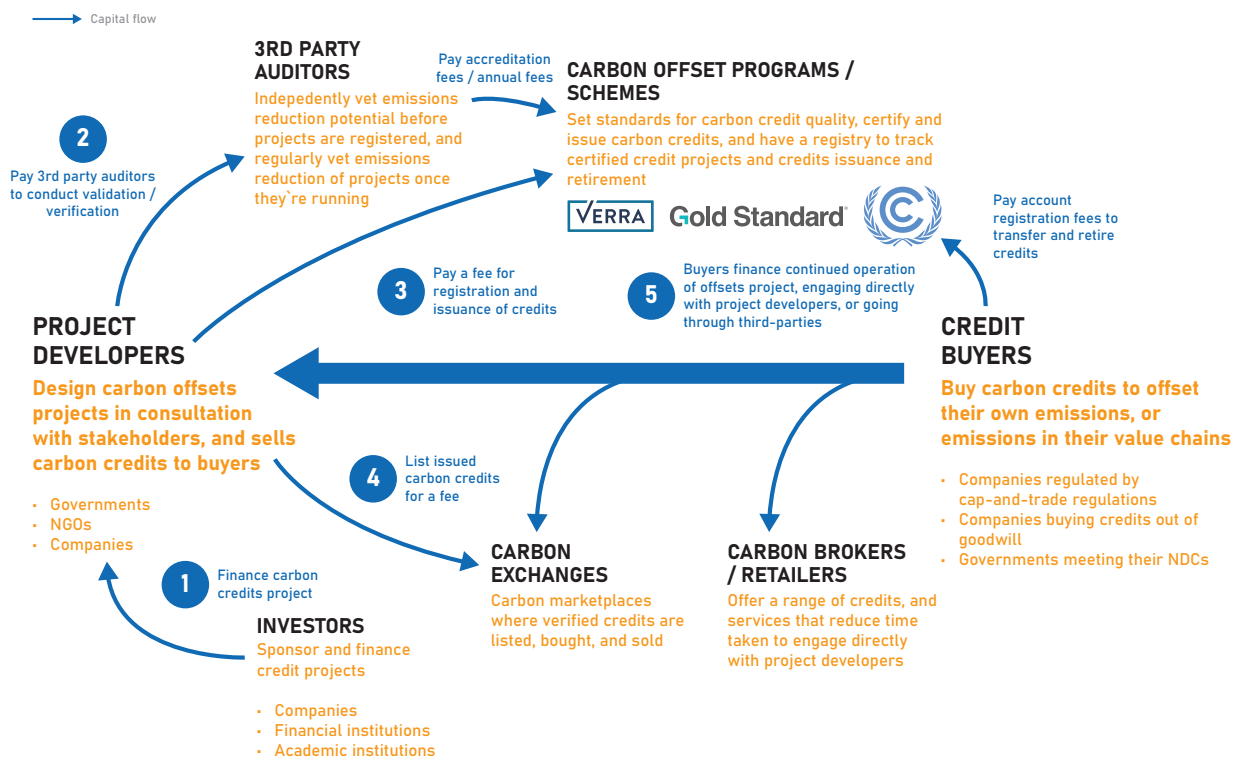 Capital flow
3RD PARTY
AUDITORS
Indepedently vet emissions
reduction potential before
projects are registered, and
regularly vet emissions
reduction of projects once
they`re running
Pay accreditation
fees / annual fees
CARBON OFFSET PROGRAMS /
SCHEMES
Set standards for carbon credit quality, certify and
issue carbon credits, and have a registry to track
certified credit projects and credits issuance and
retirement
VERRA
Gold Standard
2
Pay 3rd party auditors
to conduct validation /
verification
Pay account
registration fees to
transfer and retire
credits
3
Pay a fee for
registration and
issuance of credits
5
Buyers finance continued operation
of offsets project, engaging directly
with project developers, or going
through third-parties
PROJECT
DEVELOPERS
Design carbon offsets
projects in consultation
with stakeholders, and sells
carbon credits to buyers
• Governments
• NGOs
• Companies
CREDIT
BUYERS
Buy carbon credits to offset
their own emissions, or
emissions in their value chains
• Companies regulated by
cap-and-trade regulations
• Companies buying credits out of
goodwill
• Governments meeting their NDCs
4
List issued
carbon credits
for a fee
1
Finance carbon
credits project
CARBON
EXCHANGES
Carbon marketplaces
where verified credits are
listed, bought, and sold
CARBON BROKERS
/ RETAILERS
Offer a range of credits, and
services that reduce time
taken to engage directly
with project developers
INVESTORS
Sponsor and finance
credit projects
• Companies
• Financial institutions
• Academic institutions